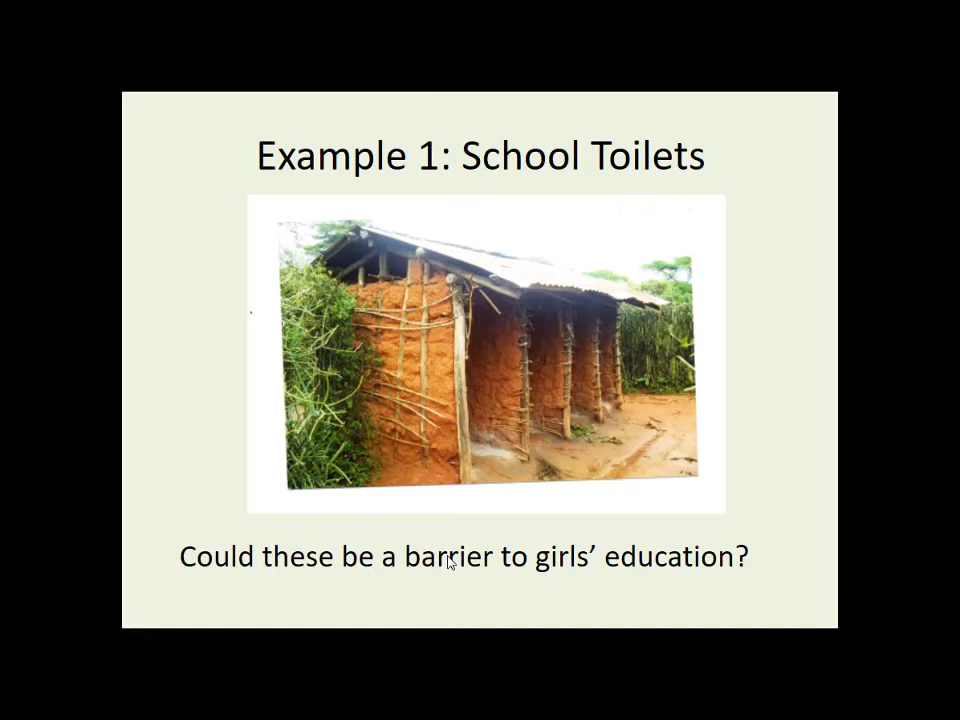 Example 1: School Toilets
Could these be a barrier to girls’ education?